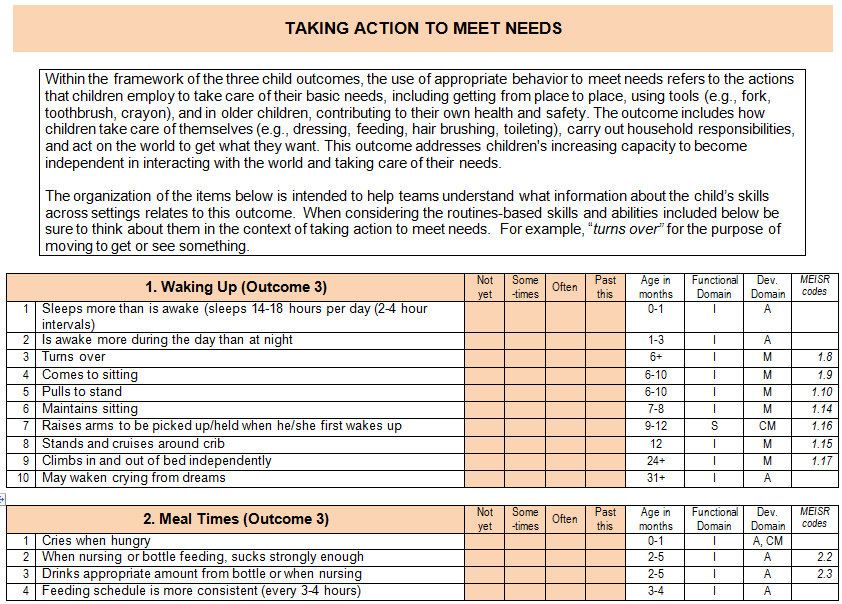 TAKING ACTION TO MEET NEEDS
Within the framework of the three child outcomes, the use of appropriate behavior to meet needs refers to the actions
that children employ to take care of their basic needs, including getting from place to place, using tools (e.g., fork,
toothbrush, crayon), and in older children, contributing to their own health and safety. The outcome includes how
children take care of themselves (e.g., dressing, feeding, hair brushing, toileting), carry out household responsibilities,
and act on the world to get what they want. This outcome addresses children's increasing capacity to become
independent in interacting with the world and taking care of their needs.
The organization of the items below is intended to help teams understand what information about the child's skills
across settings relates to this outcome. When considering the routines-based skills and abilities included below be
sure to think about them in the context of taking action to meet needs. For example, “turns over” for the purpose of
moving to get or see something.
1. Waking Up (Outcome 3) Not yet Some -times Often Past this Age in months Functional Domain Dev. Domain MEISR codes
1 Sleeps more than is awake (sleeps 14-18 hours per day (2-4 hour 0-1 I A
intervals)
2 Is awake more during the day than at night 1-3 I A
3 Turns over 6+ I M 1.8
4 Comes to sitting 6-10 I M 1.9
5 Pulls to stand 6-10 I M 1.10
6 Maintains sitting 7-8 I M 1.14
7 Raises arms to be picked up/held when he/she first wakes up 9-12 S CM 1.16
8 Stands and cruises around crib 12 I M 1.15
9 Climbs in and out of bed independently 24+ I M 1.17
10 May waken crying from dreams 31+ I A
2. Meal Times (Outcome 3) Not yet Some -times Often Past this Age in months Functional Domain Dev. Domain MEISR codes
1 Cries when hungry 0-1 I A, CM
2 When nursing or bottle feeding, sucks strongly enough 2-5 I A 2.2
3 Drinks appropriate amount from bottle or when nursing 2-5 I A 2.3
4 Feeding schedule is more consistent (every 3-4 hours) 3-4 I A